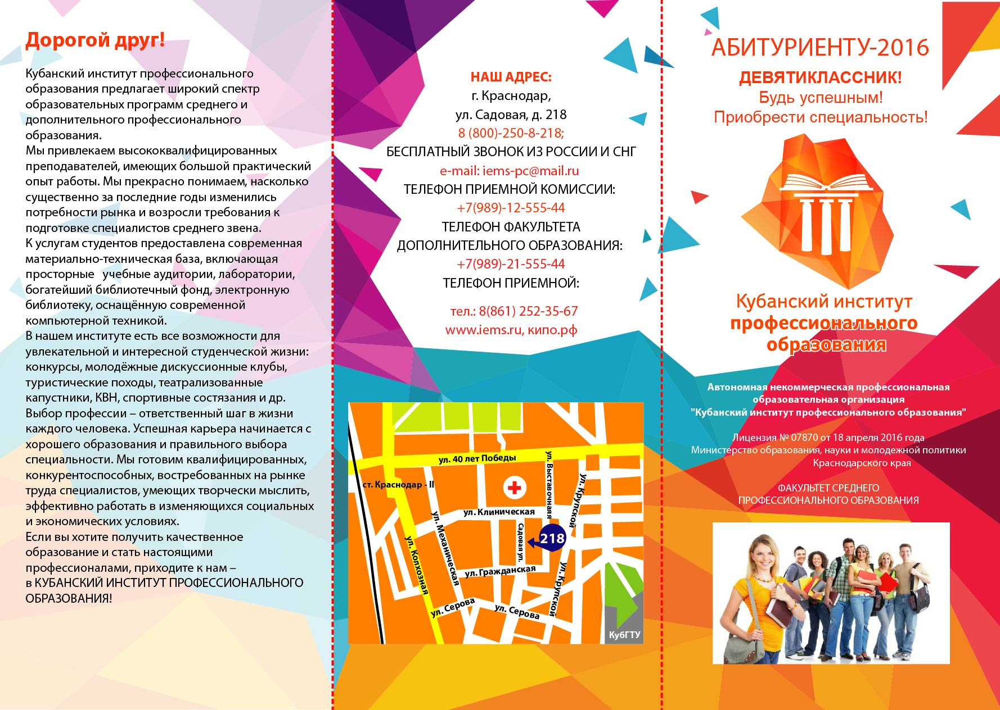 Дорогой друг!
Кубанский институт профессионального
образования предлагает широкий спектр
образовательных программ среднего и
дополнительного профессионального
образования.
Мы привлекаем высококвалифицированных
преподавателей, имеющих большой практический
опыт работы. Мы прекрасно понимаем, насколько
существенно за последние годы изменились
потребности рынка и возросли требования к
подготовке специалистов среднего звена.
К услугам студентов предоставлена современная
материально-техническая база, включающая
просторные учебные аудитории, лаборатории,
богатейший библиотечный фонд, электронную
библиотеку, оснащённую современной
компьютерной техникой.
В нашем институте есть все возможности для
увлекательной и интересной студенческой жизни:
конкурсы, молодёжные дискуссионные клубы,
туристические походы, театрализованные
капустники, КВН, спортивные состязания и др.
Выбор профессии – ответственный шаг в жизни
каждого человека. Успешная карьера начинается с
хорошего образования и правильного выбора
специальности. Мы готовим квалифицированных,
конкурентоспособных, востребованных на рынке
труда специалистов, умеющих творчески мыслить,
эффективно работать в изменяющихся социальных
и экономических условиях.
Если вы хотите получить качественное
образование и стать настоящими
профессионалами, приходите к нам –
в КУБАНСКИЙ ИНСТИТУТ ПРОФЕССИОНАЛЬНОГО
ОБРАЗОВАНИЯ!
НАШ АДРЕС:
г. Краснодар,
ул. Садовая, д. 218
8 (800)-250-8-218;
БЕСПЛАТНЫЙ ЗВОНОК ИЗ РОССИИ И СНГ
e-mail: iems-pc@mail.ru
ТЕЛЕФОН ПРИЕМНОЙ КОМИССИИ:
+7(989)-12-555-44
ТЕЛЕФОН ФАКУЛЬТЕТА
ДОПОЛНИТЕЛЬНОГО ОБРАЗОВАНИЯ:
+7(989)-21-555-44
ТЕЛЕФОН ПРИЕМНОЙ:
тел.: 8(861) 252-35-67
www.iems.ru, кипо.рф
ул. 40 лет Победы
ул. Выставочная
ст. Краснодар - II
ул. Крупской
ул. Клиническая
ул. Механическая
Садовая ул.
218
ул. Колхозная
ул. Гражданская
ул. Крупской
ул. Серова
ул. Серова
КубГТУ
АБИТУРИЕНТУ-2016
ДЕВЯТИКЛАССНИК!
Будь успешным!
Приобрести специальность!
Кубанский институт
профессионального
образования
Автономная некоммерческая профессиональная
образовательная организация
"Кубанский институт профессионального образования"
Лицензия № 07870 от 18 апреля 2016 года
Министерство образования, науки и молодежной политики
Краснодарского края
ФАКУЛЬТЕТ СРЕДНЕГО
ПРОФЕССИОНАЛЬНОГО ОБРАЗОВАНИЯ